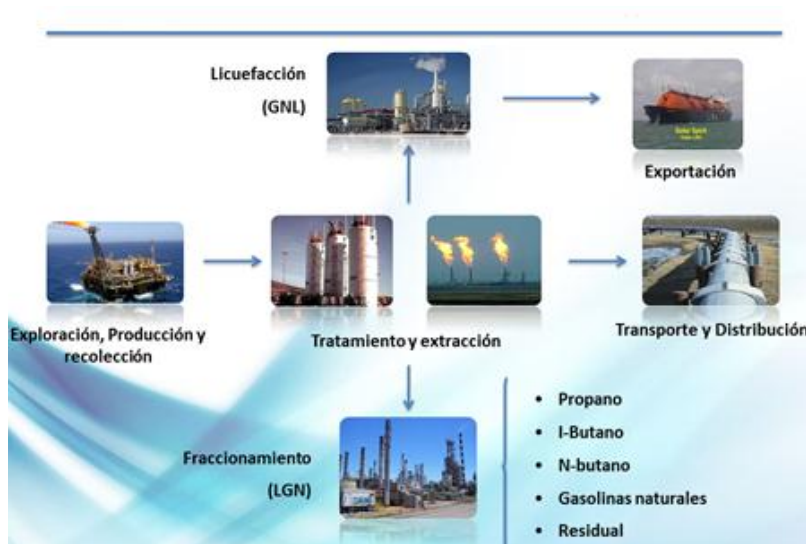 Licuefacción
(GNL)
Exportación
Exploración, Producción y
recolección
Tratamiento y extracción
Transporte y Distribución
Fraccionamiento
(LGN)
• Propano
• I-Butano
• N-butano
• Gasolinas naturales
• Residual